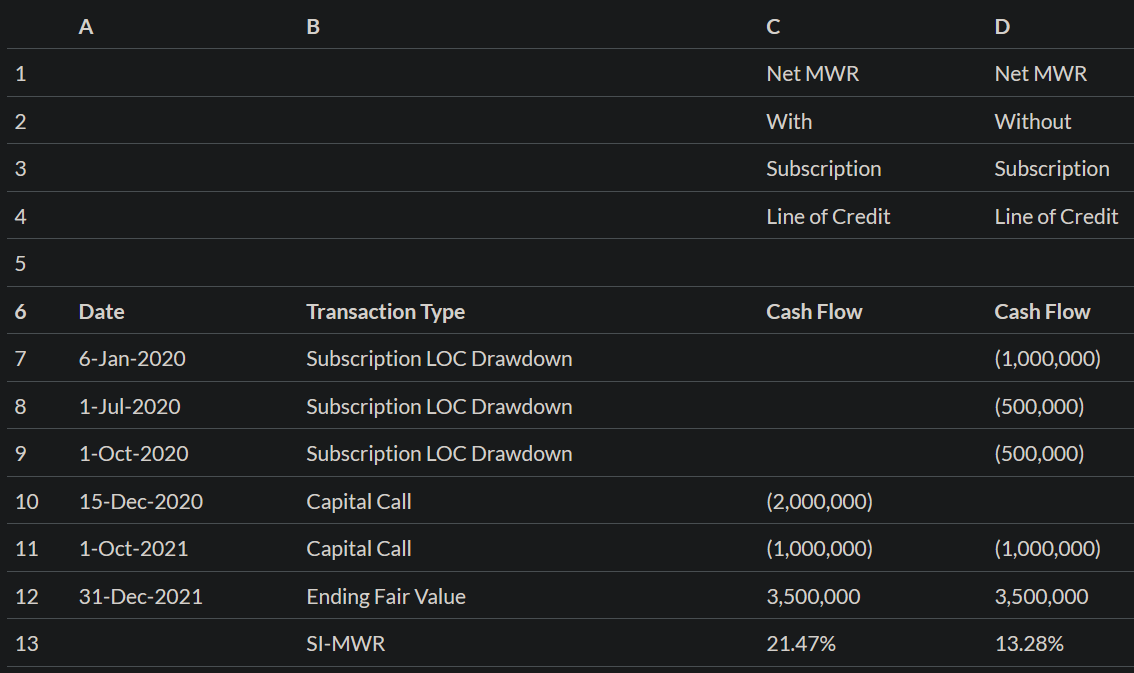 A B C D
1 Net MWR Net MWR
2 With Without
3 Subscription Subscription
4 Line of Credit Line of Credit
5
6 Date Transaction Type Cash Flow Cash Flow
7 6-Jan-2020 Subscription LOC Drawdown (1,000,000)
8 1-Jul-2020 Subscription LOC Drawdown (500,000)
9 1-Oct-2020 Subscription LOC Drawdown (500,000)
10 15-Dec-2020 Capital Call (2,000,000)
11 1-Oct-2021 Capital Call (1,000,000) (1,000,000)
12 31-Dec-2021 Ending Fair Value 3,500,000 3,500,000
13 SI-MWR 21.47% 13.28%